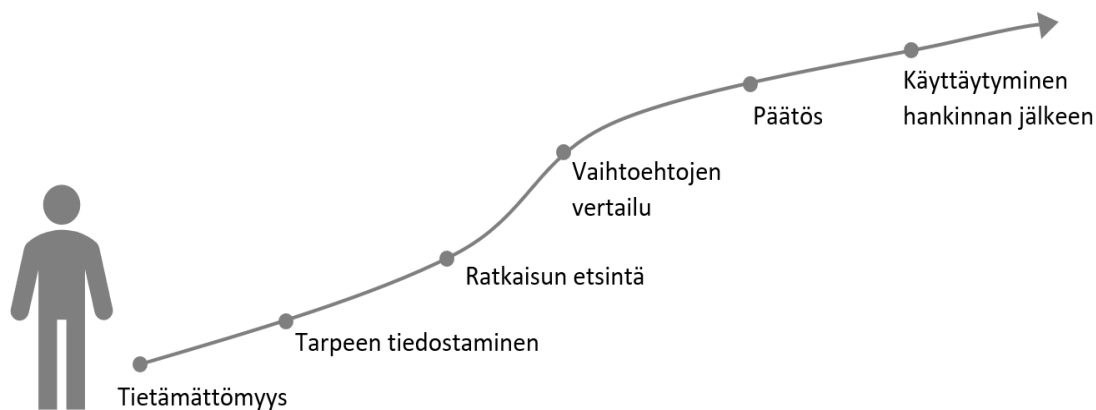 Tietämättömyys
Tarpeen tiedostaminen
Ratkaisun etsintä
Vaihtoehtojen
vertailu
Päätös
Käyttäytyminen
hankinnan jälkeen